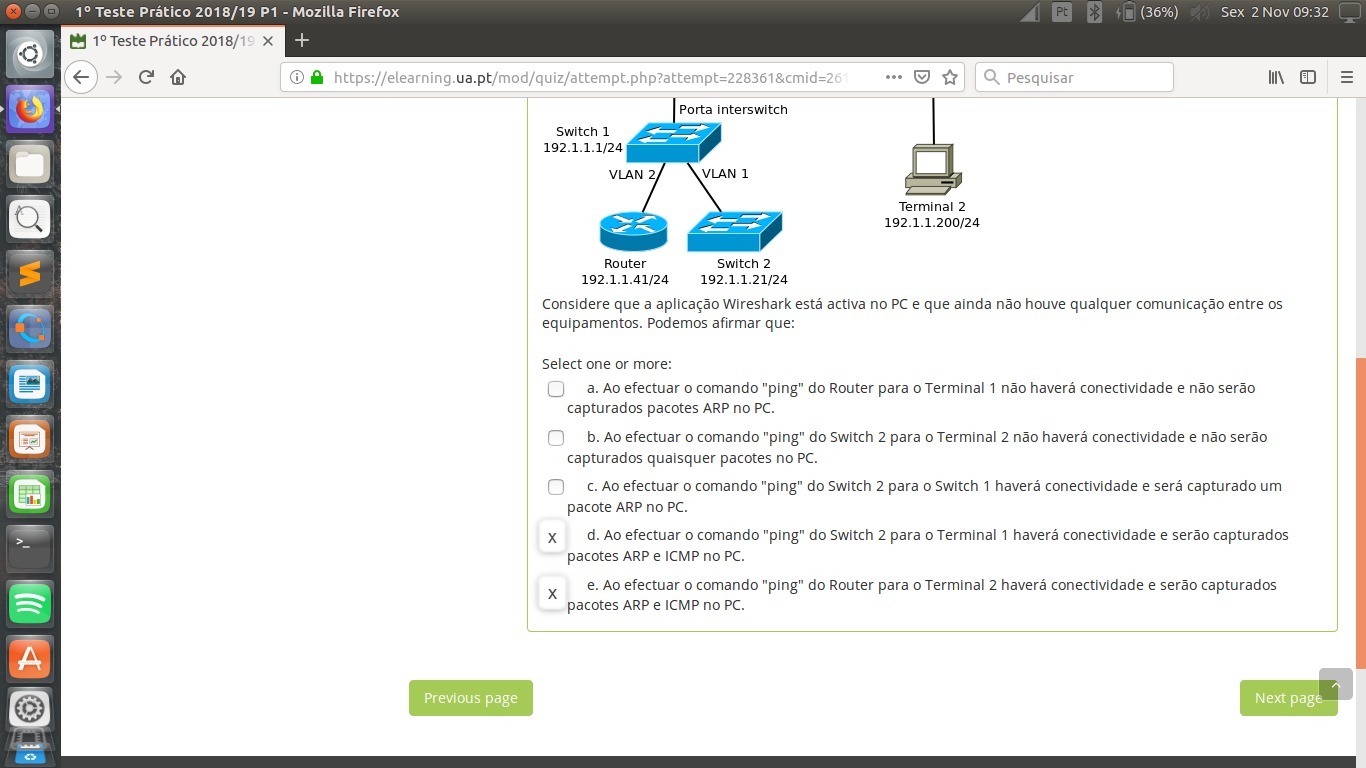 1º Teste Prático 2018/19 P1 - Mozilla Firefox
Pt (36%) Sex 2 Nov 09:32
1º Teste Prático 2018/19
https://elearning.ua.pt/mod/quiz/attempt.php?attempt=228361&cmid=261
Pesquisar
Porta interswitch
Switch 1
192.1.1.1/24
VLAN 2
VLAN 1
Terminal 2
192.1.1.200/24
Router
192.1.1.41/24
Switch 2
192.1.1.21/24
Considere que a aplicação Wireshark está activa no PC e que ainda não houve qualquer comunicação entre os
equipamentos. Podemos afirmar que:
Select one or more:
a. Ao efectuar o comando "ping" do Router para o Terminal 1 não haverá conectividade e não serão
capturados pacotes ARP no PC.
b. Ao efectuar o comando "ping" do Switch 2 para o Terminal 2 não haverá conectividade e não serão
capturados quaisquer pacotes no PC.
c. Ao efectuar o comando "ping" do Switch 2 para o Switch 1 haverá conectividade e será capturado um
pacote ARP no PC.
x d. Ao efectuar o comando "ping" do Switch 2 para o Terminal 1 haverá conectividade e serão capturados
pacotes ARP e ICMP no PC.
x e. Ao efectuar o comando "ping" do Router para o Terminal 2 haverá conectividade e serão capturados
pacotes ARP e ICMP no PC.
Previous page
Next page